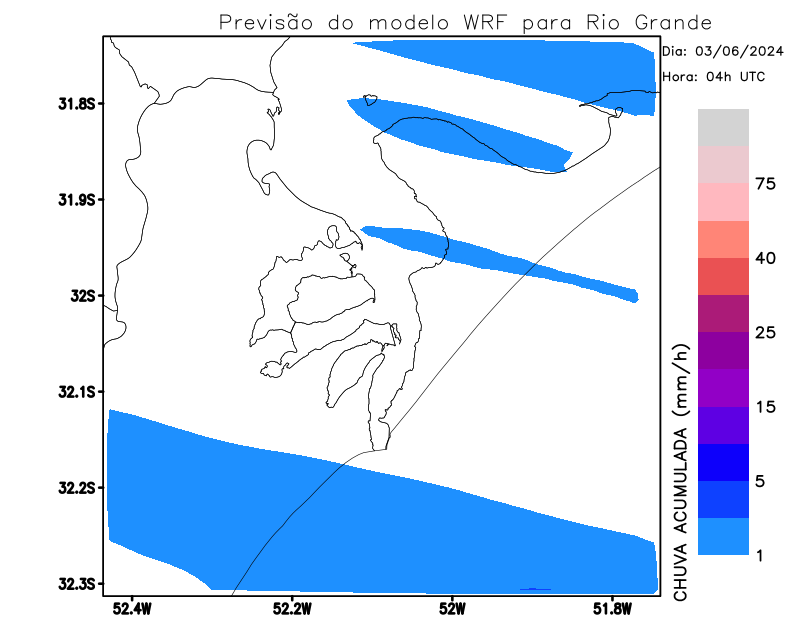 Previsão do modelo WRF para Rio Grande
Dia: 03/06/2024
Hora: 04h UTC
31.8S
31.9S
32S
32.1S
32.2S
32.3S
52.4W
52.2W
52W
51.8W
75
40
25
15
5
1
CHUVA ACUMULADA (mm/h)